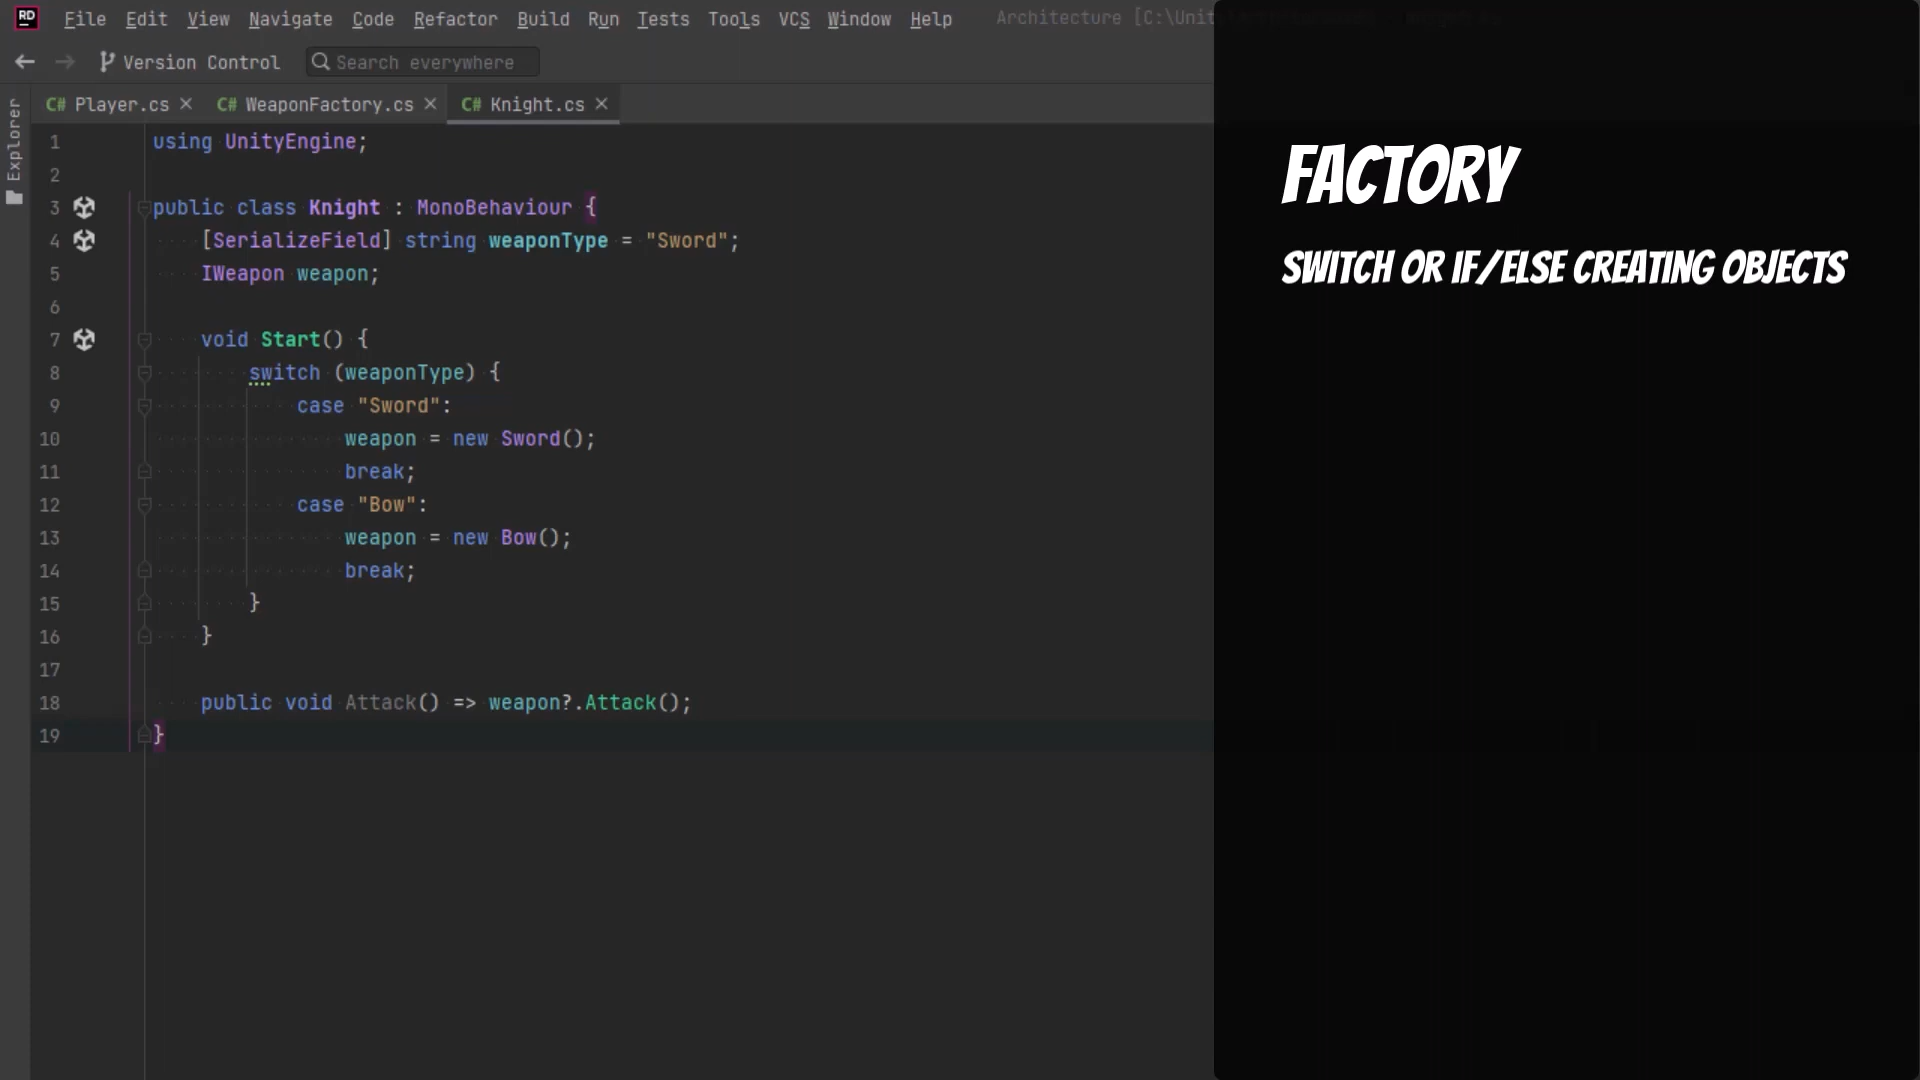 RD File Edit View Navigate Code Refactor Build Run Tests Tools VCS Window Help Architecture [C:\Unit
Version Control Search everywhere
Explorer
C# Player.cs C# WeaponFactory.cs C# Knight.cs
1 using UnityEngine;
2
3 public class Knight : MonoBehaviour {
4 [SerializeField] string weaponType = "Sword";
5 IWeapon weapon;
6
7 void Start() {
8 switch (weaponType) {
9 case "Sword":
10 weapon = new Sword();
11 break;
12 case "Bow":
13 weapon = new Bow();
14 break;
15 }
16 }
17
18 public void Attack() => weapon?.Attack();
19 }
FACTORY
SWITCH OR IF/ELSE CREATING OBJECTS